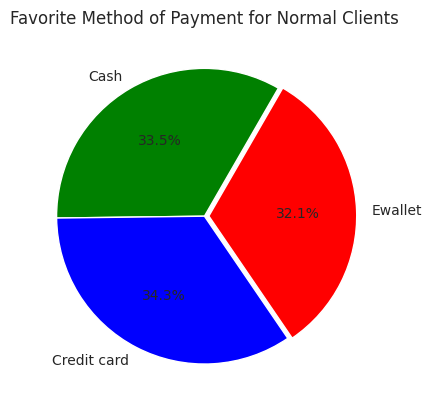 Favorite Method of Payment for Normal Clients
Cash
33.5%
Ewallet
32.1%
34.3%
Credit card